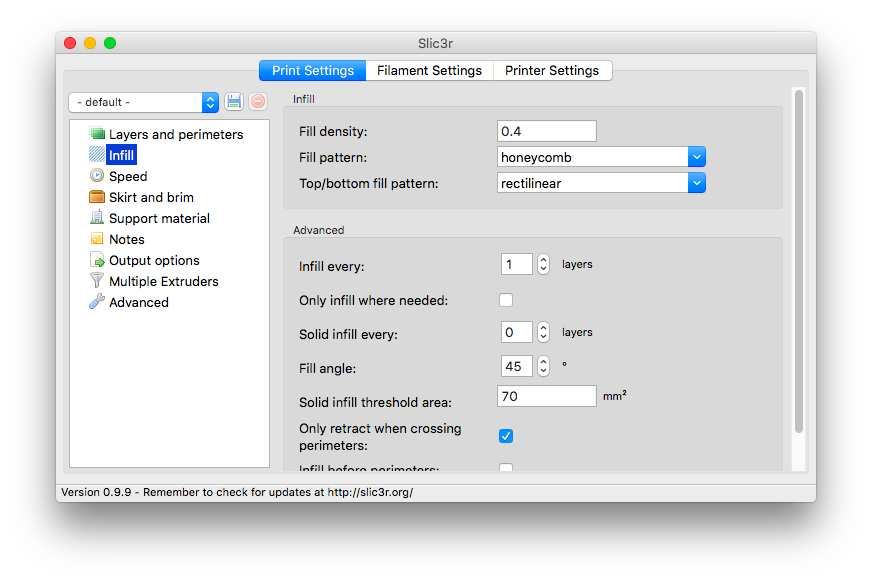 Slic3r
Print Settings
Filament Settings
Printer Settings
- default -
Layers and perimeters
Infill
Speed
Skirt and brim
Support material
Notes
Output options
Multiple Extruders
Advanced
Infill
Fill density:
0.4
Fill pattern:
honeycomb
Top/bottom fill pattern:
rectilinear
Advanced
Infill every:
1
layers
Only infill where needed:
Solid infill every:
0
layers
Fill angle:
45
°
Solid infill threshold area:
70
mm²
Only retract when crossing
perimeters:
Infill before perimeters:
Version 0.9.9 - Remember to check for updates at http://slic3r.org/